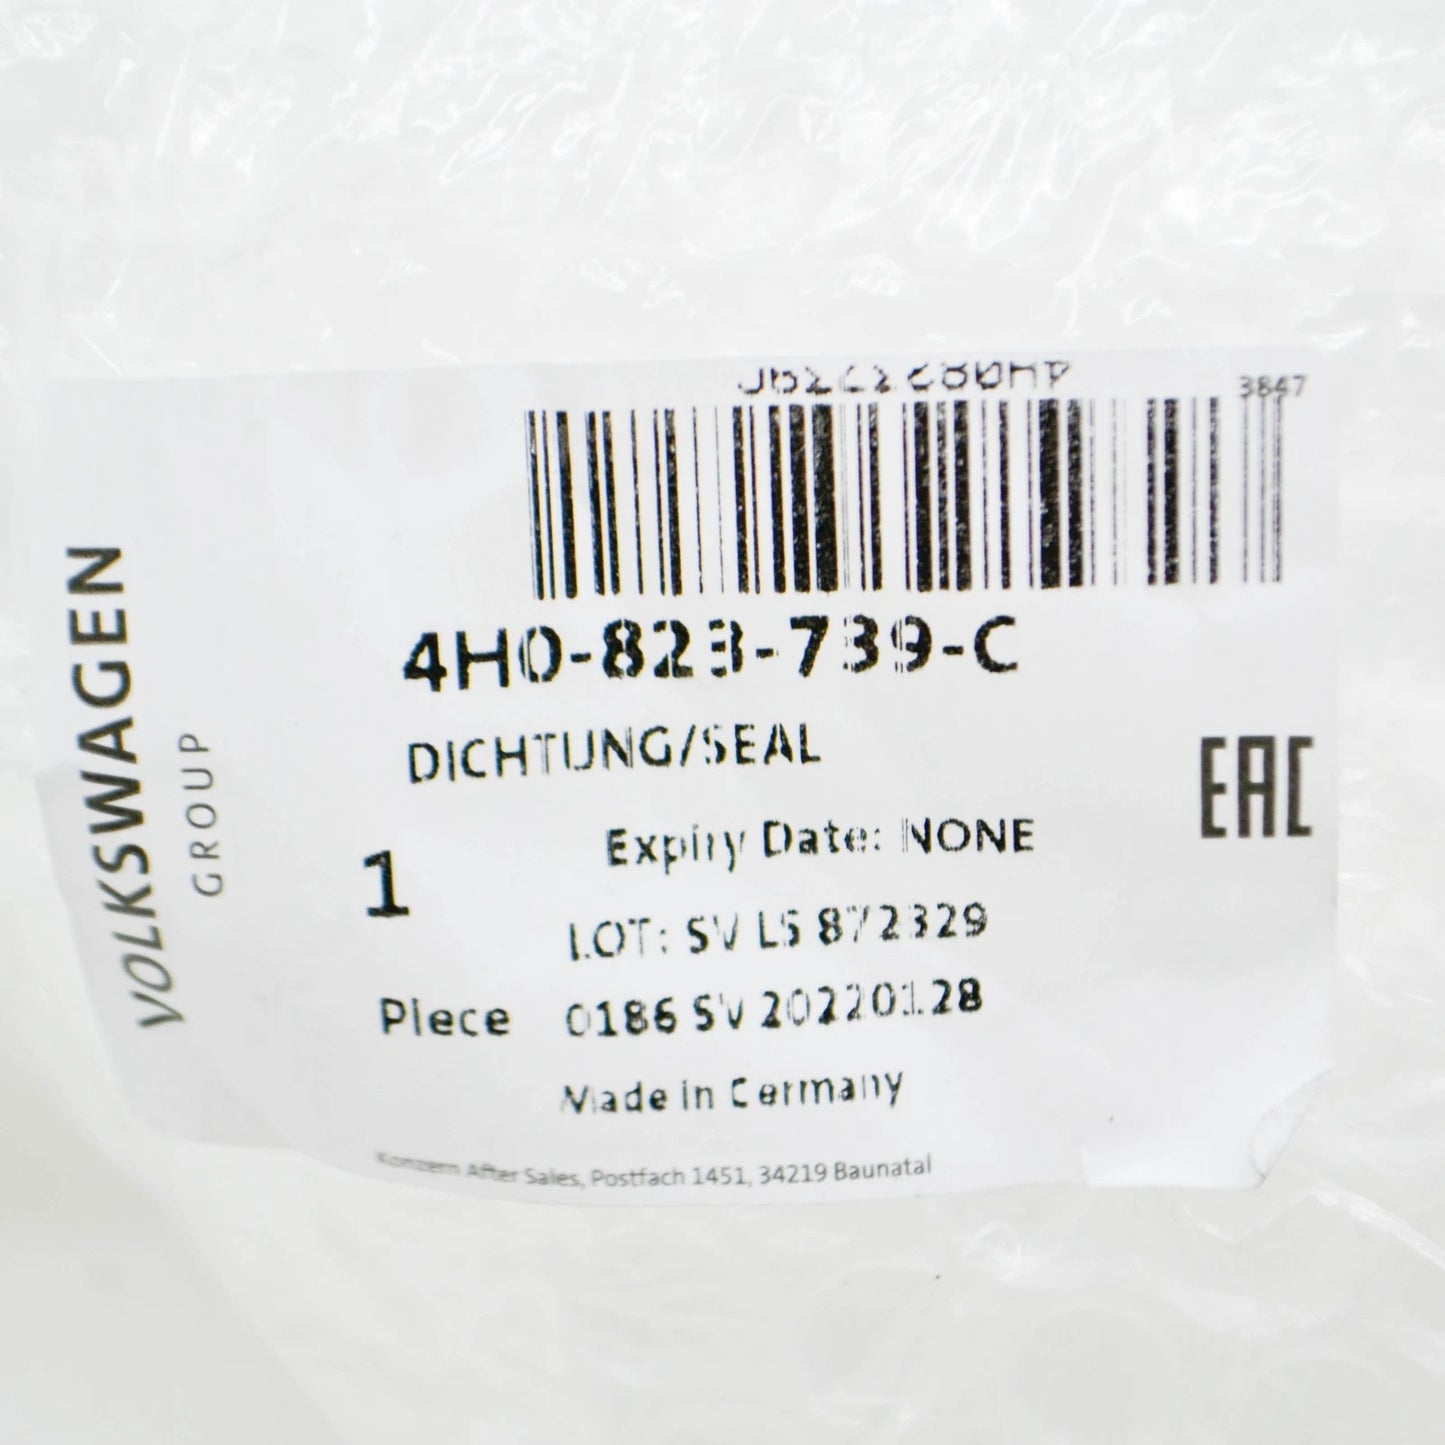 3847
4H0-823-739-C
DICHTUNG/SEAL
EAC
Expiry Date: NONE
1
LOT: SV LS 872329
Piece 0186 SV 20220128
Made in Germany
Konzern After Sales, Postfach 1451, 34219 Baunatal
VOLKSWAGEN
GROUP